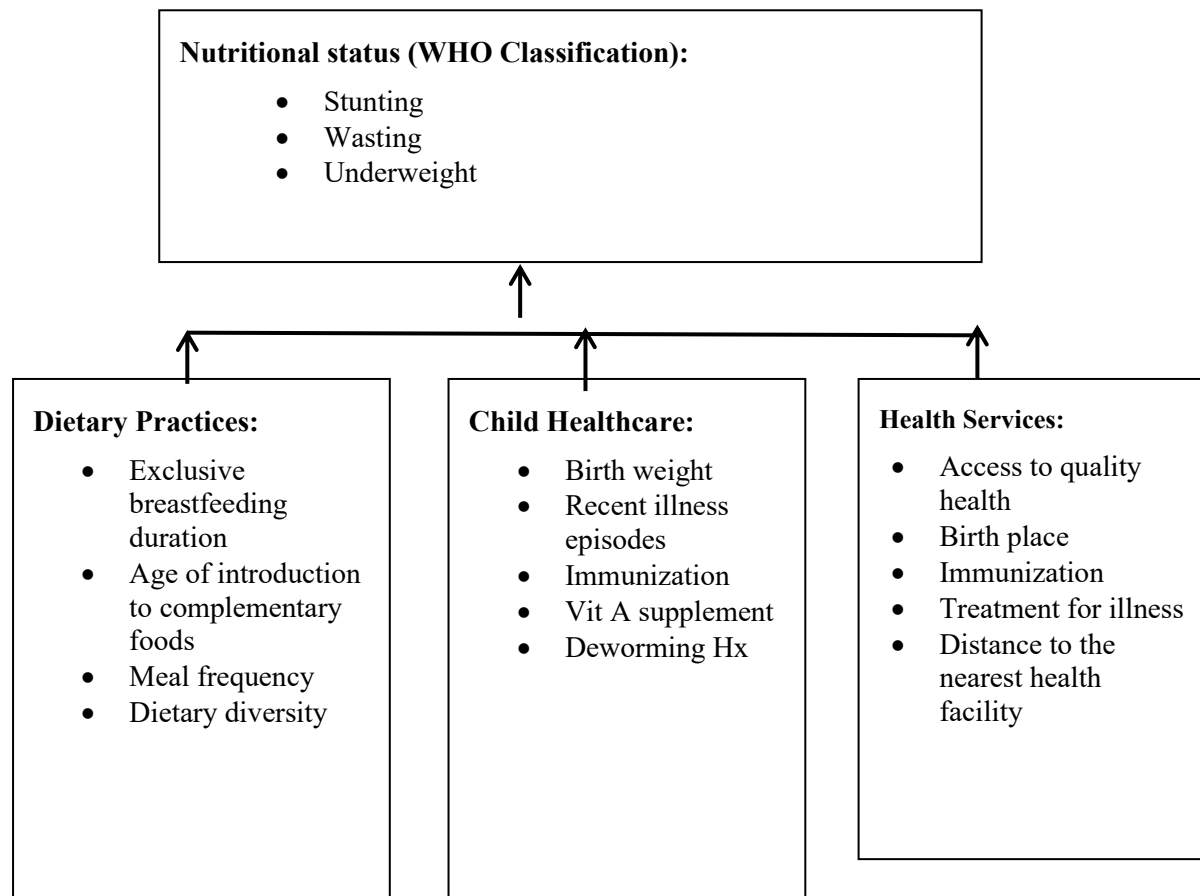 Nutritional status (WHO Classification):
• Stunting
• Wasting
• Underweight
Dietary Practices:
• Exclusive
breastfeeding
duration
• Age of introduction
to complementary
foods
• Meal frequency
• Dietary diversity
Child Healthcare:
• Birth weight
• Recent illness
episodes
• Immunization
• Vit A supplement
• Deworming Hx
Health Services:
• Access to quality
health
• Birth place
• Immunization
• Treatment for illness
• Distance to the
nearest health
facility